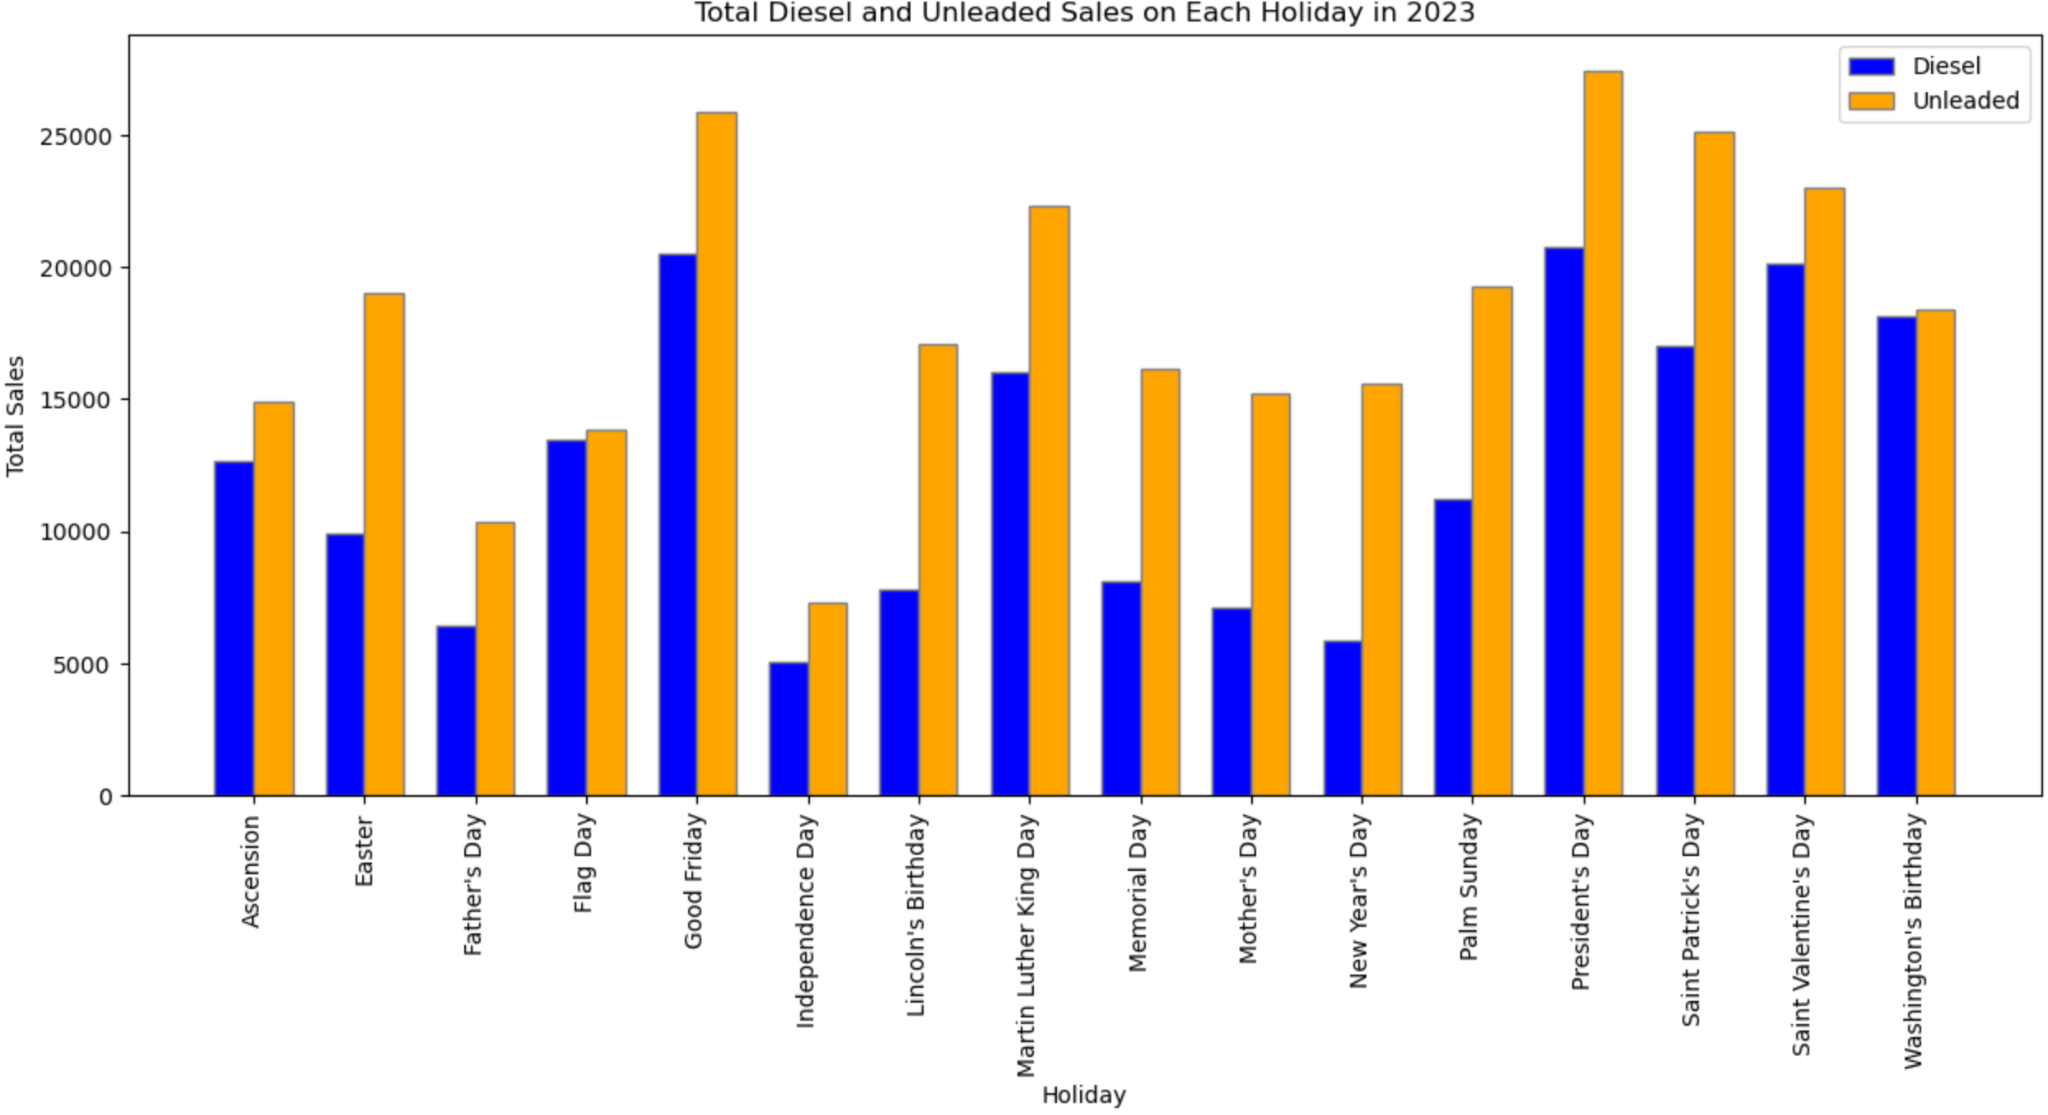 Total Diesel and Unleaded Sales on Each Holiday in 2023
Diesel
Unleaded
Total Sales
25000
20000
15000
10000
5000
0
Ascension
Easter
Father's Day
Flag Day
Good Friday
Independence Day
Lincoln's Birthday
Martin Luther King Day
Memorial Day
Mother's Day
New Year's Day
Palm Sunday
President's Day
Saint Patrick's Day
Saint Valentine's Day
Washington's Birthday
Holiday